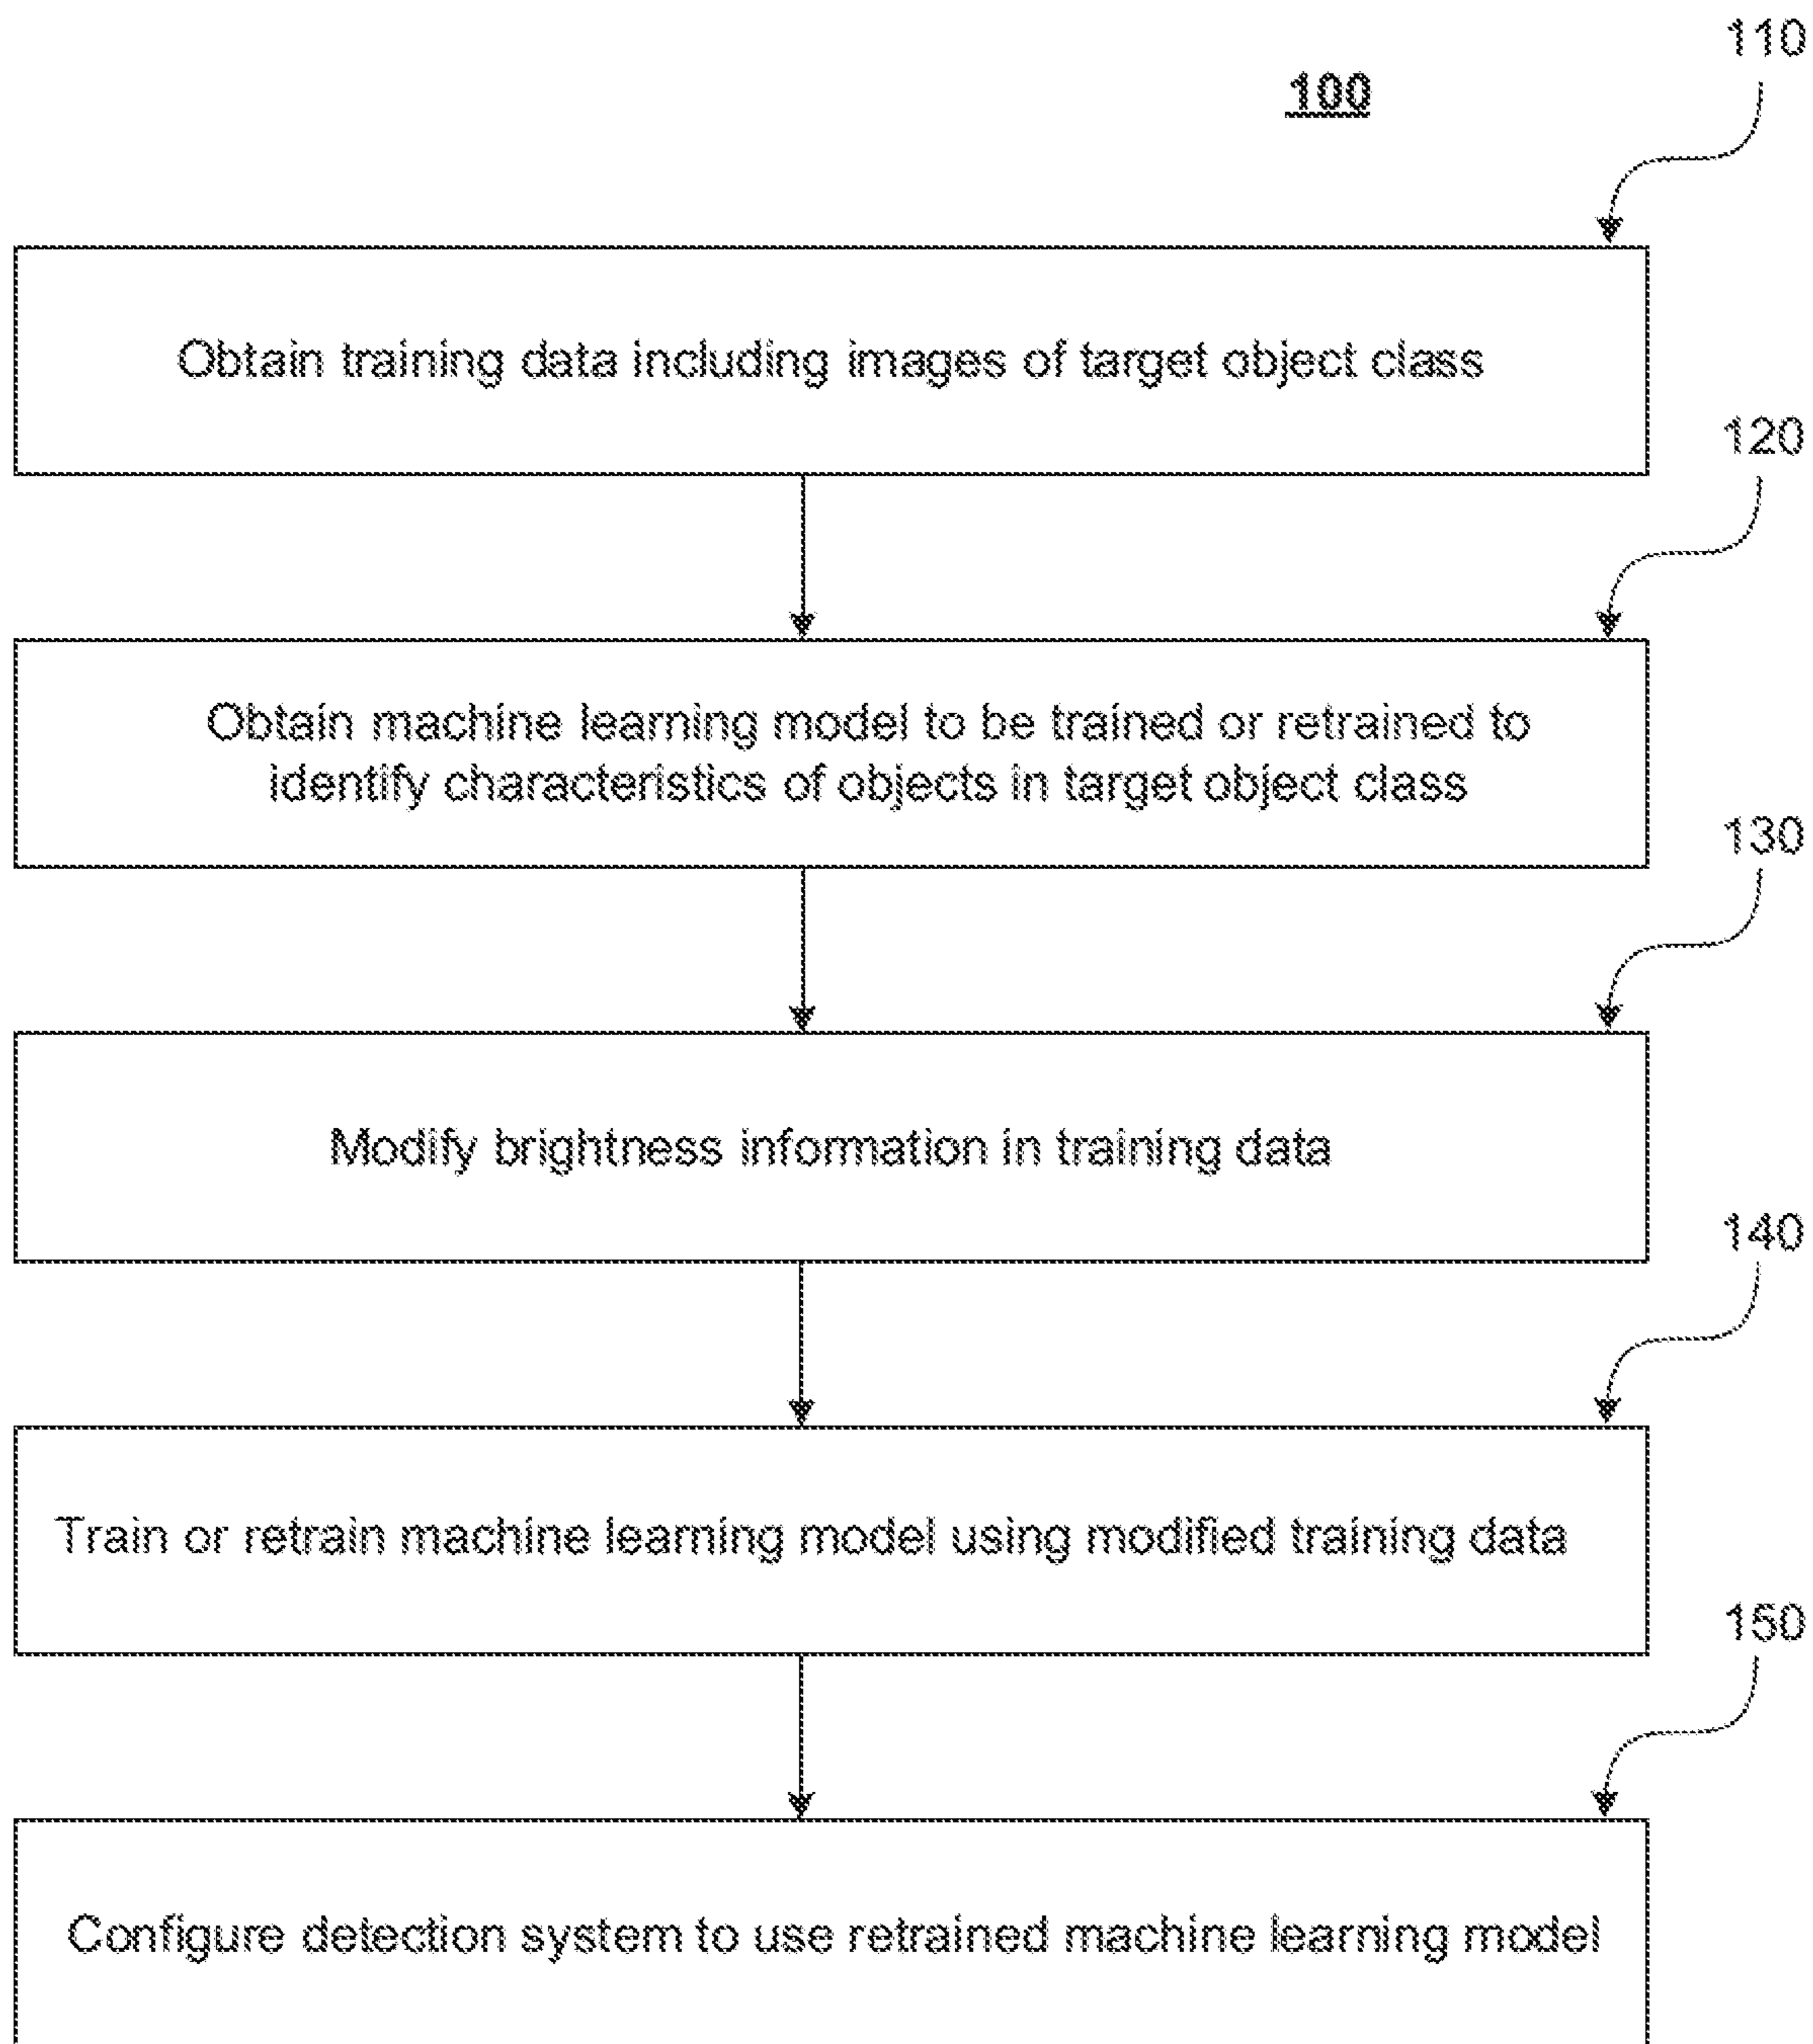 110
100
Obtain training data including images of target object class
120
Obtain machine learning model to be trained or retrained to
identify characteristics of objects in target object class
130
Modify brightness information in training data
140
Train or retrain machine learning model using modified training data
150
Configure detection system to use retrained machine learning model